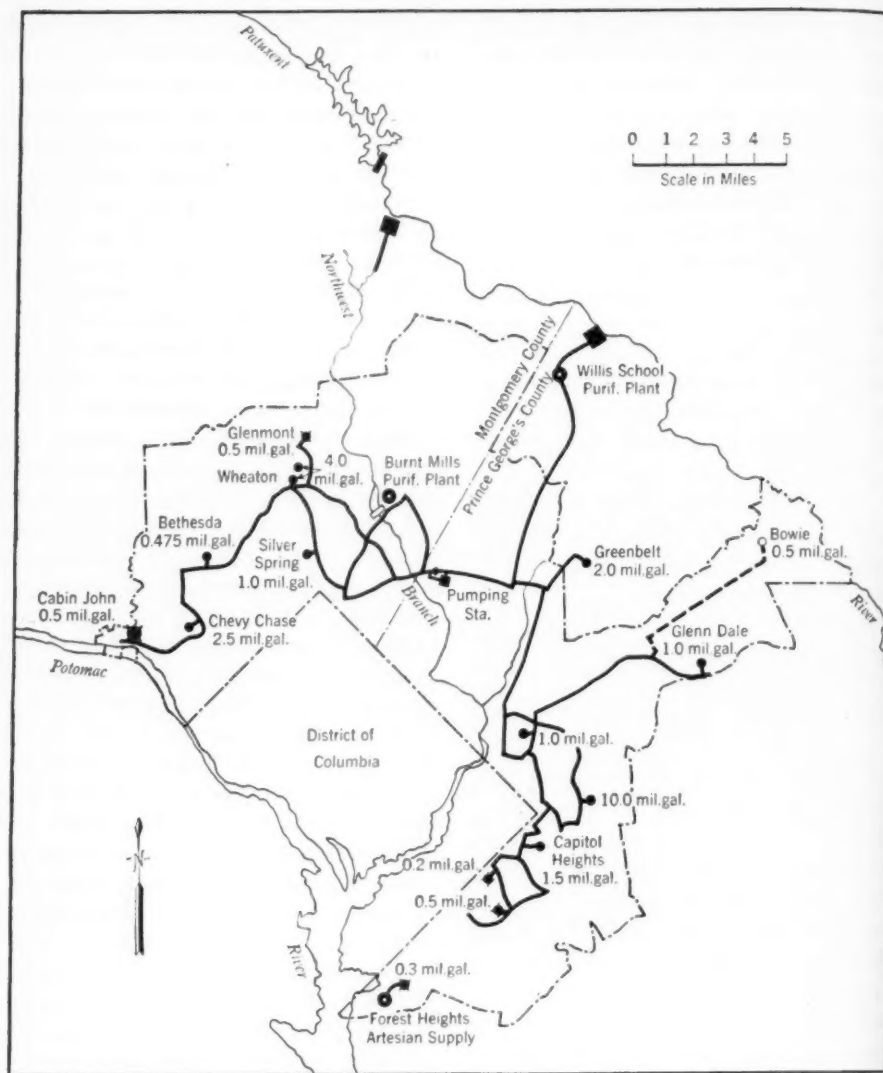 Patuxent
0 1 2 3 4 5
Scale in Miles
Northwest
Montgomery County
Prince George's County
Willis School
Purif. Plant
Glenmont
0.5 mil.gal.
4.0
mil.gal.
Wheaton
Burnt Mills
Purif. Plant
Bethesda
0.475 mil.gal.
Silver
Spring
1.0 mil.gal.
Bowie
0.5 mil.gal.
Greenbelt
2.0 mil.gal.
Cabin John
0.5 mil.gal.
Chevy Chase
2.5 mil.gal.
Branch
Pumping
Sta.
River
Glenn Dale
1.0 mil.gal.
Potomac
District of
Columbia
1.0 mil.gal.
10.0 mil.gal.
N
Capitol
Heights
1.5 mil.gal.
0.2 mil.gal.
0.5 mil.gal.
River
0.3 mil.gal.
Forest Heights
Artesian Supply